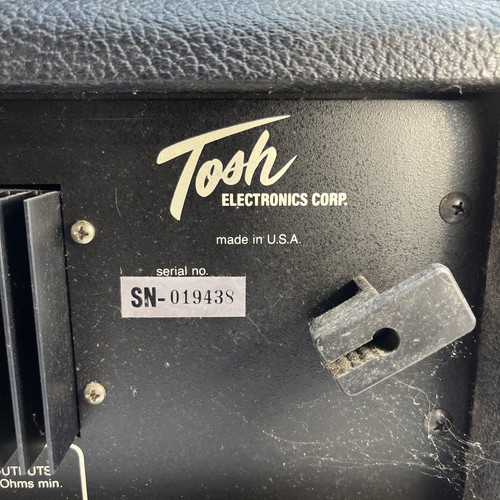 Tosh
ELECTRONICS CORP.
made in U.S.A.
serial no.
SN-019438
Ohms min.